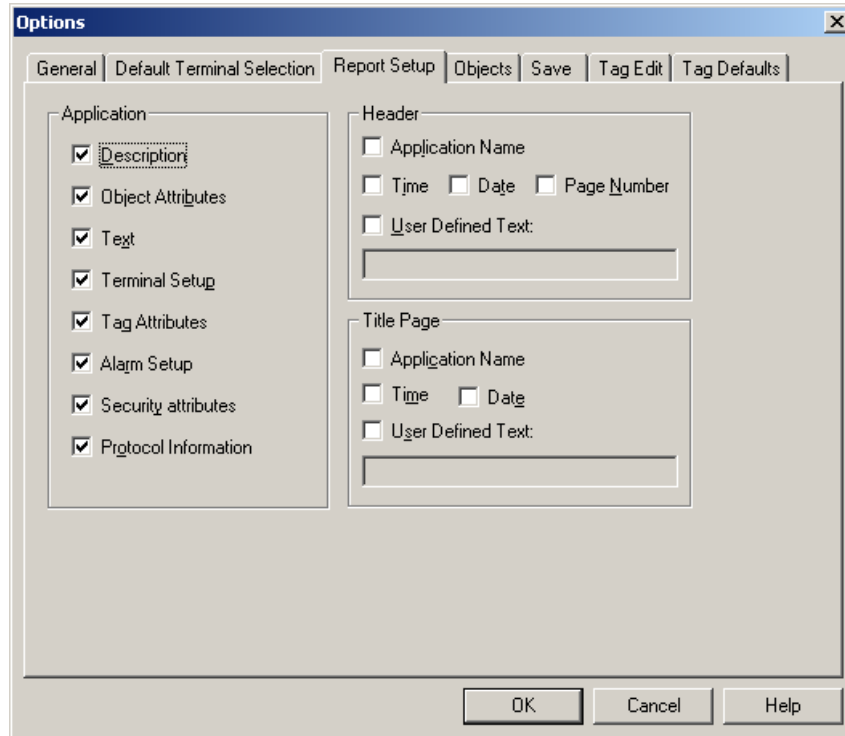 Options
General Default Terminal Selection Report Setup Objects Save Tag Edit Tag Defaults
Application
Description
Object Attributes
Text
Terminal Setup
Tag Attributes
Alarm Setup
Security attributes
Protocol Information
Header
Application Name
Time Date Page Number
User Defined Text:
Title Page
Application Name
Time Date
User Defined Text:
OK Cancel Help